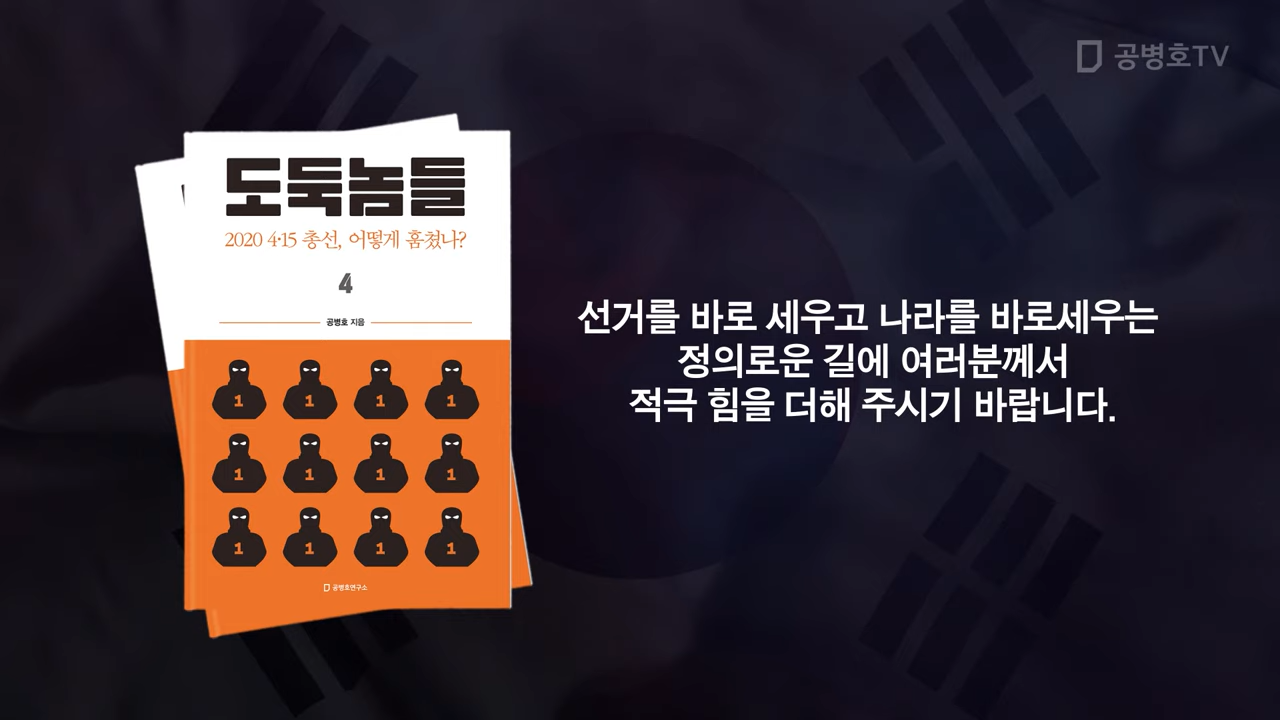 공병호TV
도둑놈들
2020 4·15 총선, 어떻게 훔쳤나?
4
공병호 지음
1 1 1 1
1 1 1 1
1 1 1 1
공병호연구소
선거를 바로 세우고 나라를 바로세우는
정의로운 길에 여러분께서
적극 힘을 더해 주시기 바랍니다.